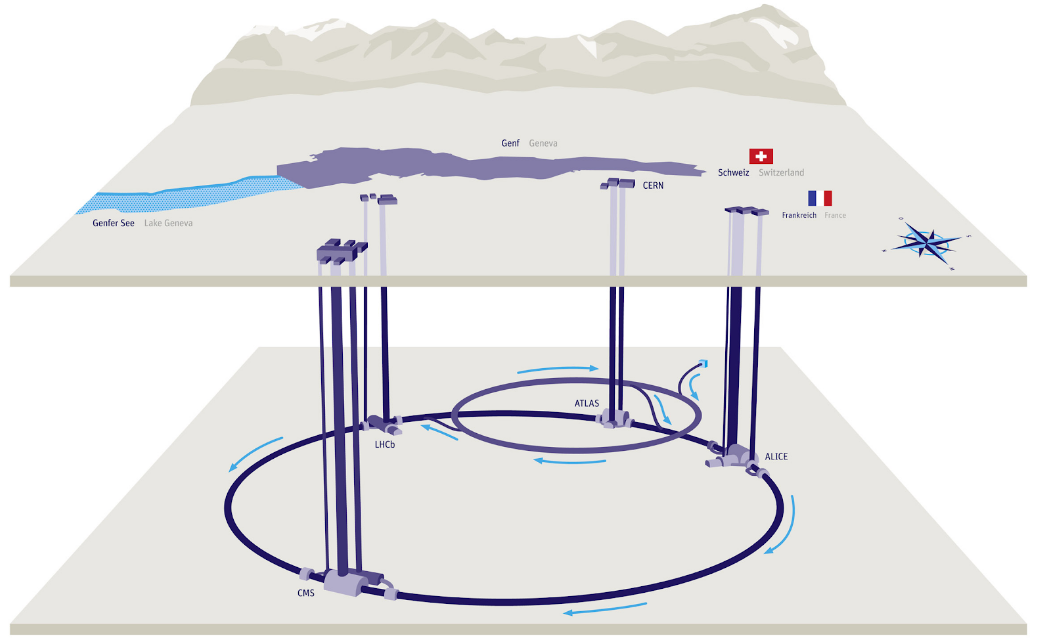 Genf Geneva
CERN
Schweiz Switzerland
Frankreich France
Genfer See Lake Geneva
ATLAS
LHCb
ALICE
CMS